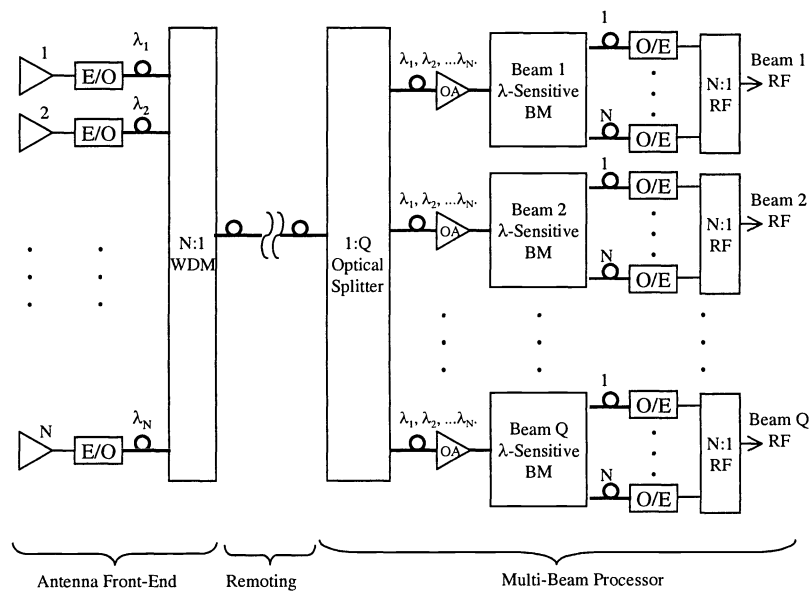 1
E/O
λ1
2
E/O
λ2
N
E/O
λN
N:1
WDM
1:Q
Optical
Splitter
λ1, λ2, ...λN.
OA
Beam 1
λ-Sensitive
BM
1
O/E
N
O/E
N:1
RF
Beam 1
RF
λ1, λ2, ...λN.
OA
Beam 2
λ-Sensitive
BM
1
O/E
N
O/E
N:1
RF
Beam 2
RF
λ1, λ2, ...λN.
OA
Beam Q
λ-Sensitive
BM
1
O/E
N
O/E
N:1
RF
Beam Q
RF
Antenna Front-End
Remoting
Multi-Beam Processor